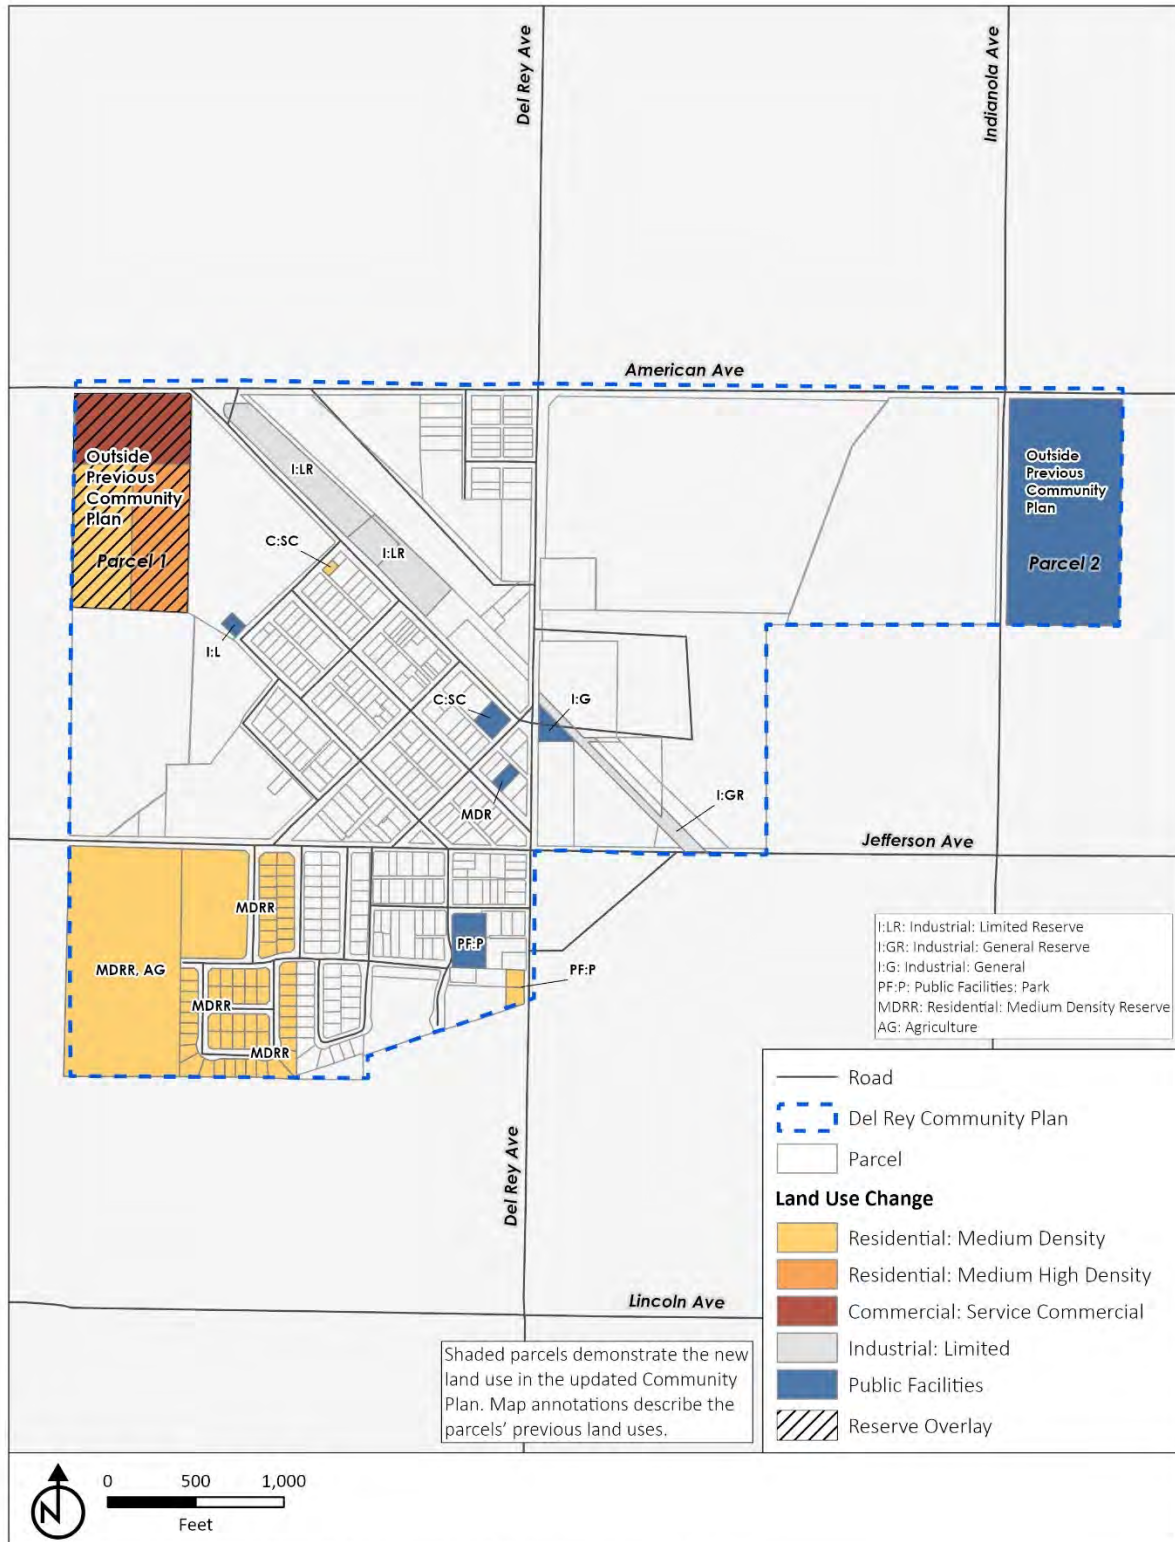 Del Rey Ave
Indianola Ave
American Ave
Outside
Previous
Community
Plan
Parcel 1
I:LR
I:LR
C:SC
I:L
Outside
Previous
Community
Plan
Parcel 2
C:SC
I:G
MDR
I:GR
Jefferson Ave
MDRR
MDRR, AG
MDRR
MDRR
PF:P
PF:P
I:LR: Industrial: Limited Reserve
I:GR: Industrial: General Reserve
I:G: Industrial: General
PF:P: Public Facilities: Park
MDRR: Residential: Medium Density Reserve
AG: Agriculture
Road
Del Rey Community Plan
Parcel
Land Use Change
Residential: Medium Density
Residential: Medium High Density
Commercial: Service Commercial
Industrial: Limited
Public Facilities
Reserve Overlay
Del Rey Ave
Lincoln Ave
Shaded parcels demonstrate the new
land use in the updated Community
Plan. Map annotations describe the
parcels' previous land uses.
N
0 500 1,000
Feet